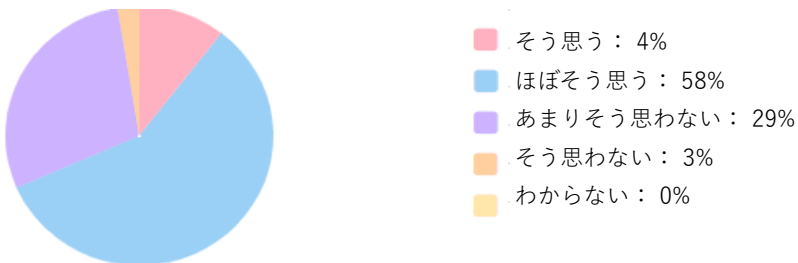 そう思う： 4%
ほぼそう思う： 58%
あまりそう思わない： 29%
そう思わない： 3%
わからない： 0%